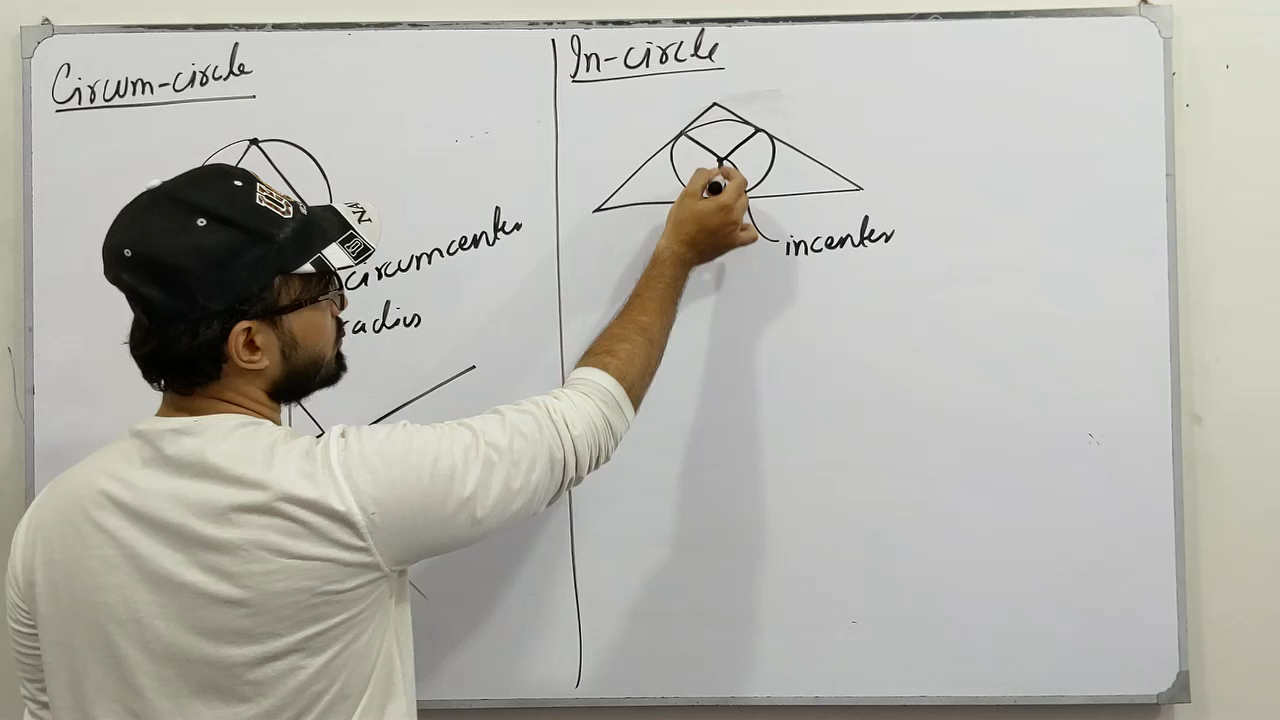 Circum-circle
circumcenter
radius
In-circle
incenter